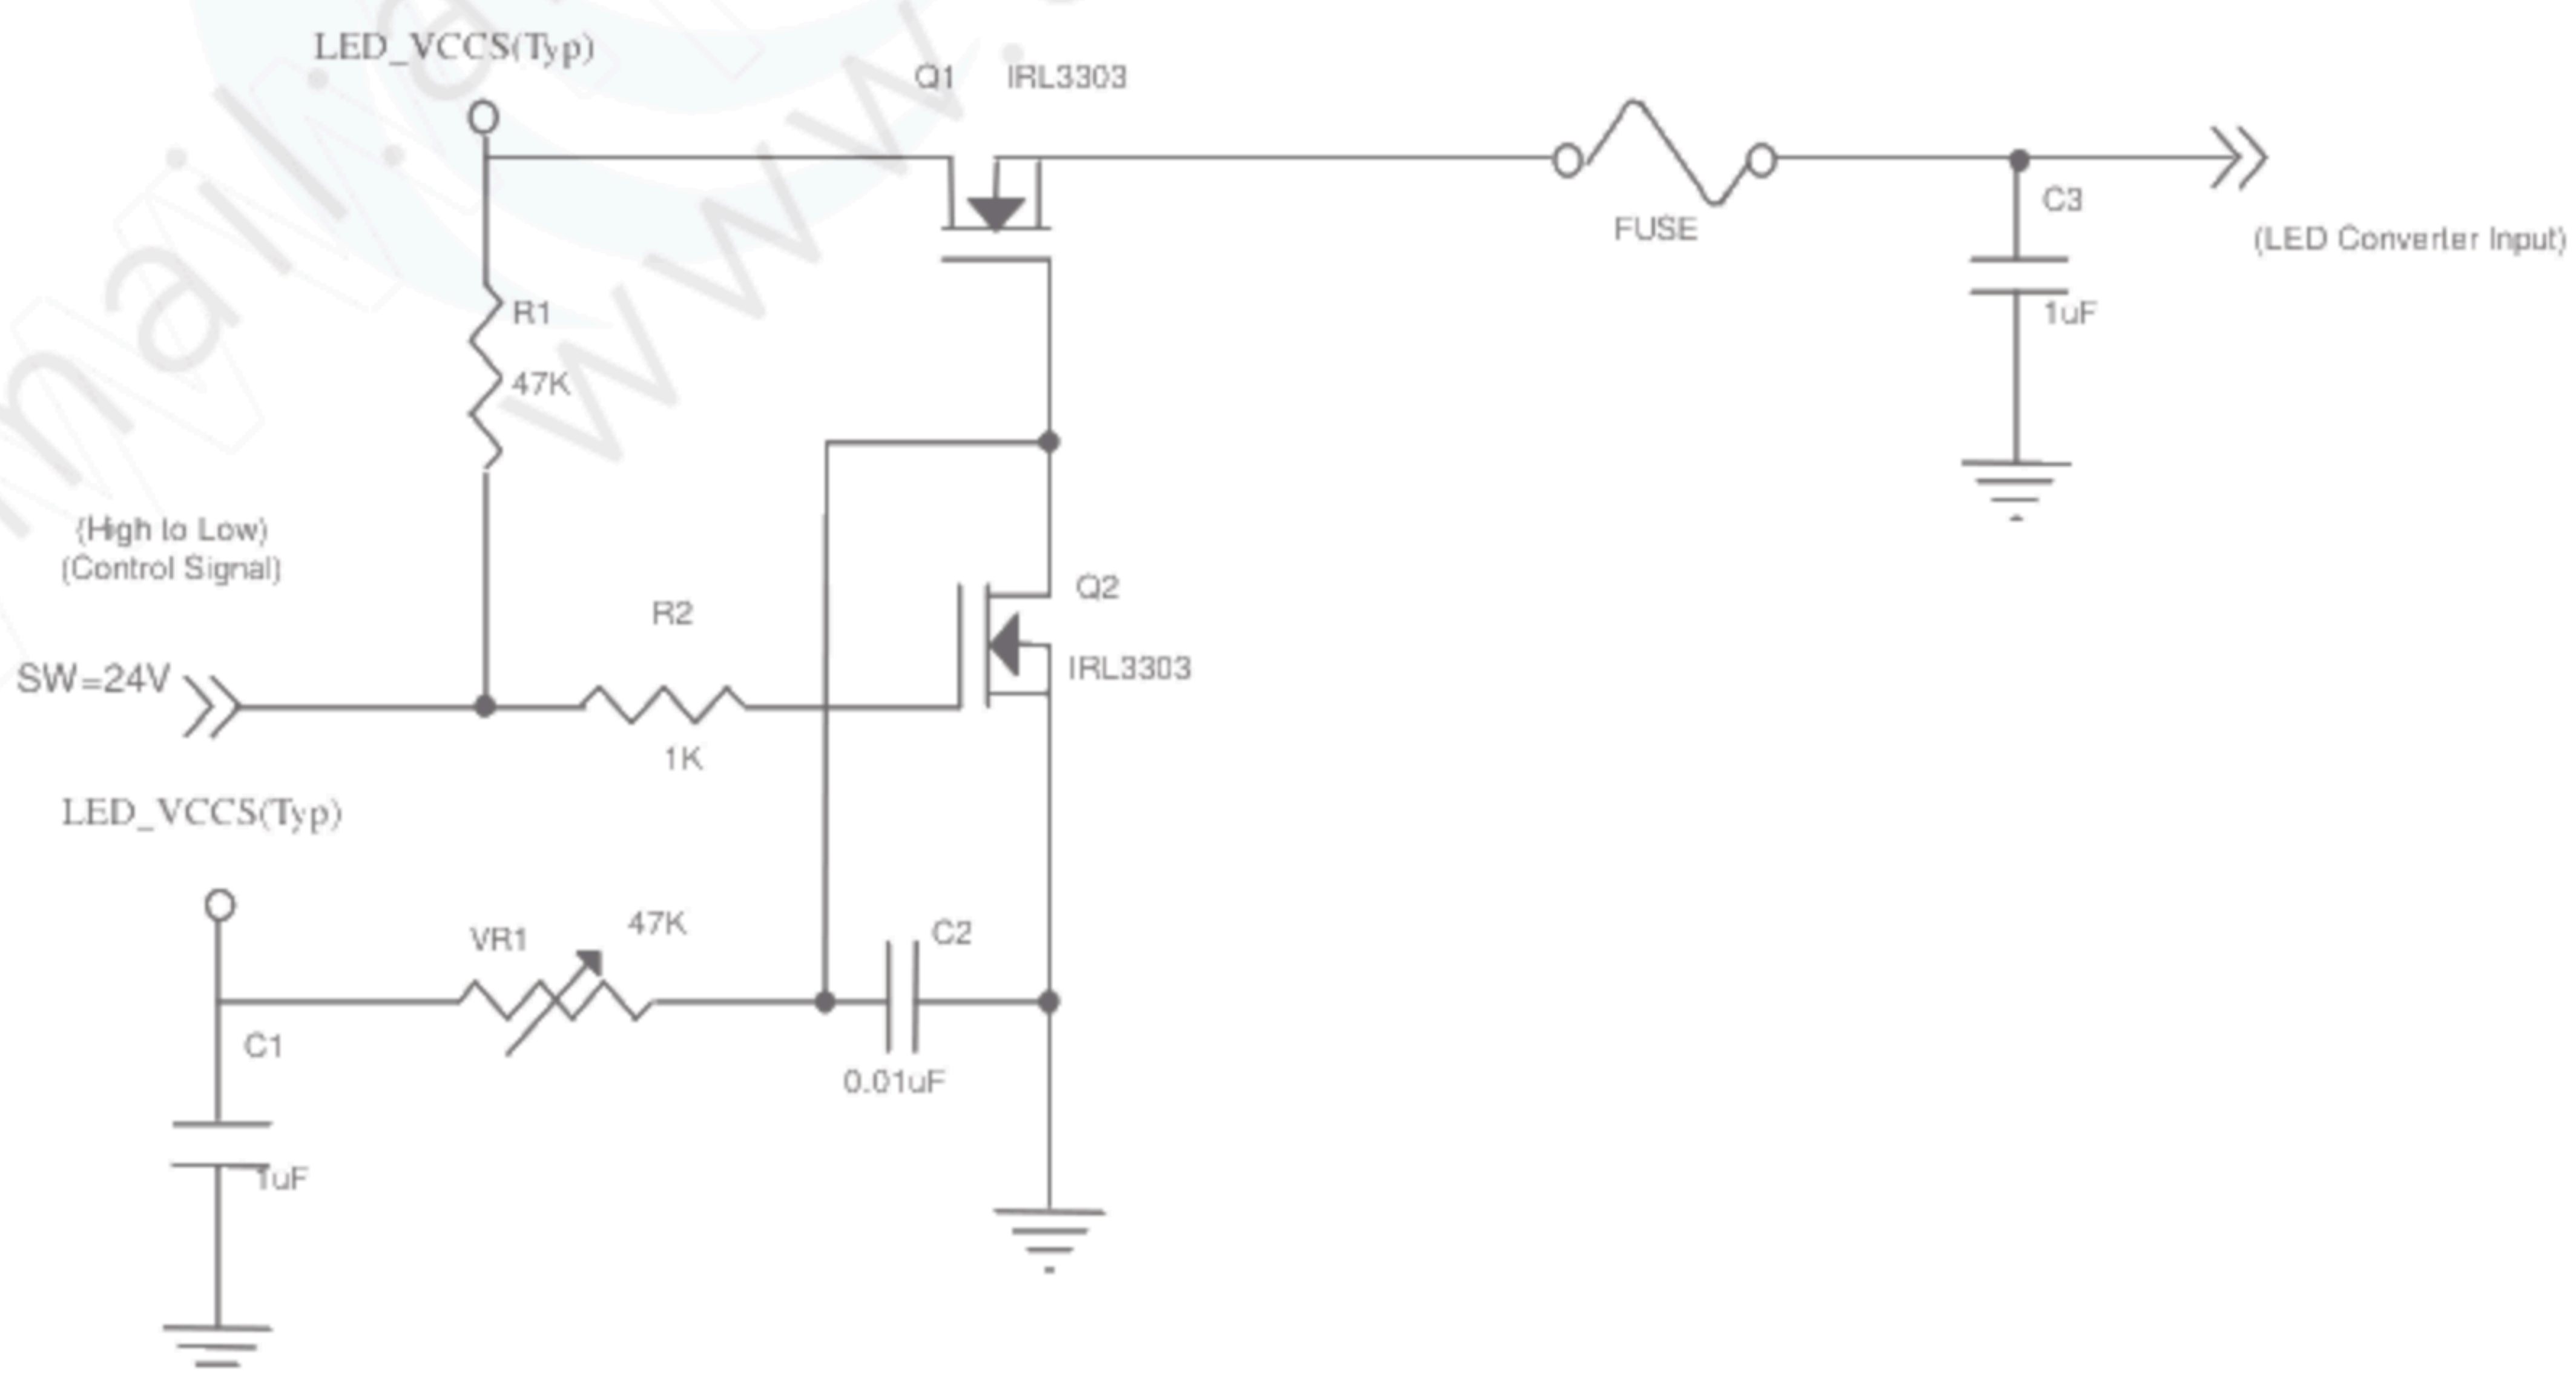 LED_VCCS(Typ)
Q1 IRL3303
FUSE
C3
1uF
(LED Converter Input)
R1
47K
(High to Low)
(Control Signal)
SW=24V
R2
1K
Q2
IRL3303
LED_VCCS(Typ)
VR1
47K
C2
0.01uF
C1
1uF
www.